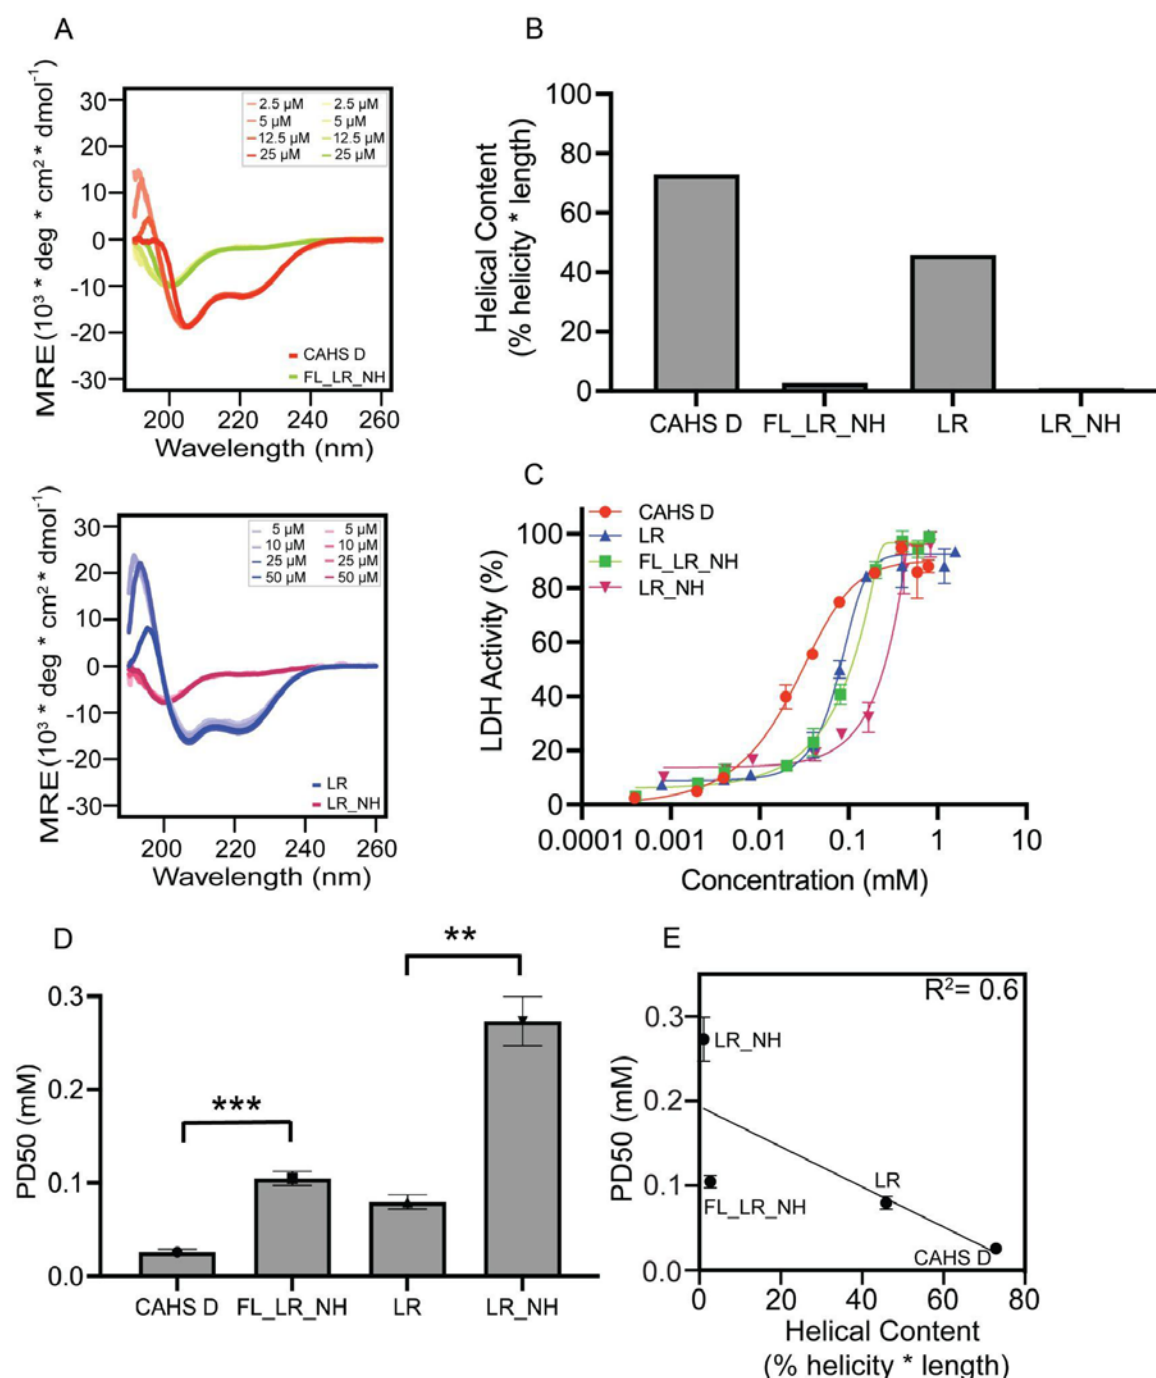 A
MRE (10³ * deg * cm² * dmol⁻¹)
30
20
10
0
-10
-20
-30
2.5 µM 2.5 µM
5 µM 5 µM
12.5 µM 12.5 µM
25 µM 25 µM
CAHS D
FL_LR_NH
200 220 240 260
Wavelength (nm)
MRE (10³ * deg * cm² * dmol⁻¹)
30
20
10
0
-10
-20
-30
5 µM 5 µM
10 µM 10 µM
25 µM 25 µM
50 µM 50 µM
LR
LR_NH
200 220 240 260
Wavelength (nm)
B
Helical Content
(% helicity * length)
100
80
60
40
20
0
CAHS D FL_LR_NH LR LR_NH
C
CAHS D
LR
FL_LR_NH
LR_NH
LDH Activity (%)
100
80
60
40
20
0
0.0001 0.001 0.01 0.1 1 10
Concentration (mM)
D
PD50 (mM)
0.3
0.2
0.1
0.0
***
**
CAHS D FL_LR_NH LR LR_NH
E
PD50 (mM)
0.3
0.2
0.1
0.0
R²= 0.6
LR_NH
FL_LR_NH
LR
CAHS D
0 20 40 60 80
Helical Content
(% helicity * length)